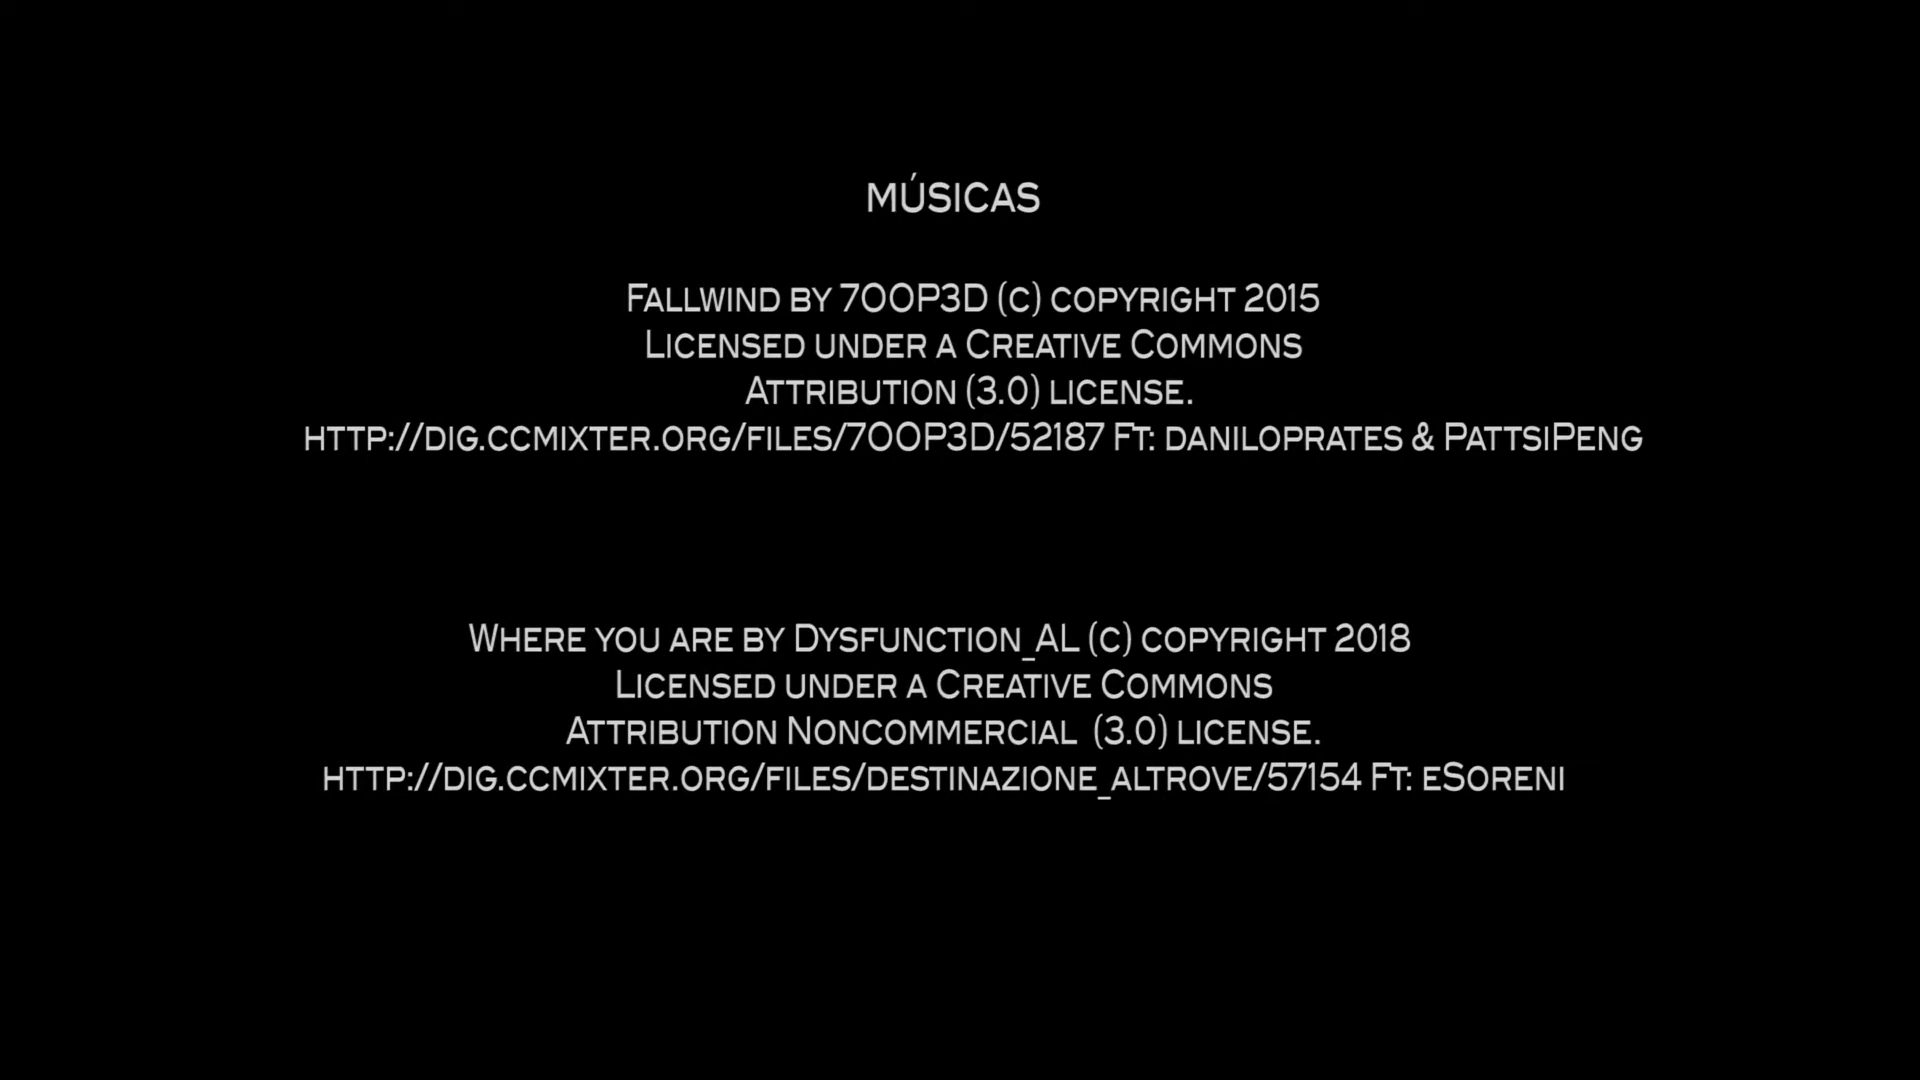 MÚSICAS
Fallwind by 7OOP3D (c) copyright 2015
Licensed under a Creative Commons
Attribution (3.0) license.
http://dig.ccmixter.org/files/7OOP3D/52187 Ft: daniloprates & PattsiPeng
Where you are by Dysfunction_AL (c) copyright 2018
Licensed under a Creative Commons
Attribution Noncommercial  (3.0) license.
http://dig.ccmixter.org/files/destinazione_altrove/57154 Ft: eSoreni